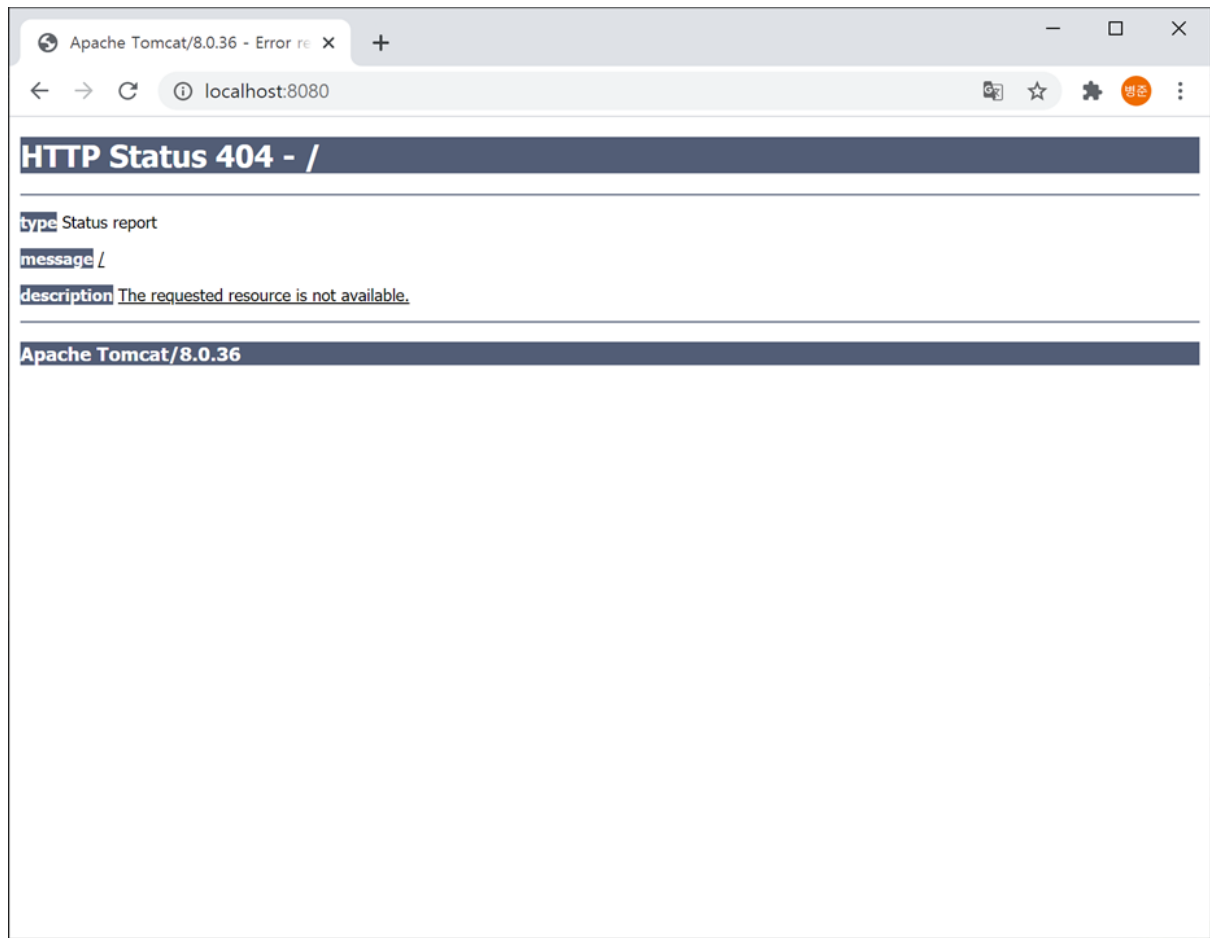 Apache Tomcat/8.0.36 - Error re
localhost:8080
병준
HTTP Status 404 - /
type Status report
message /
description The requested resource is not available.
Apache Tomcat/8.0.36